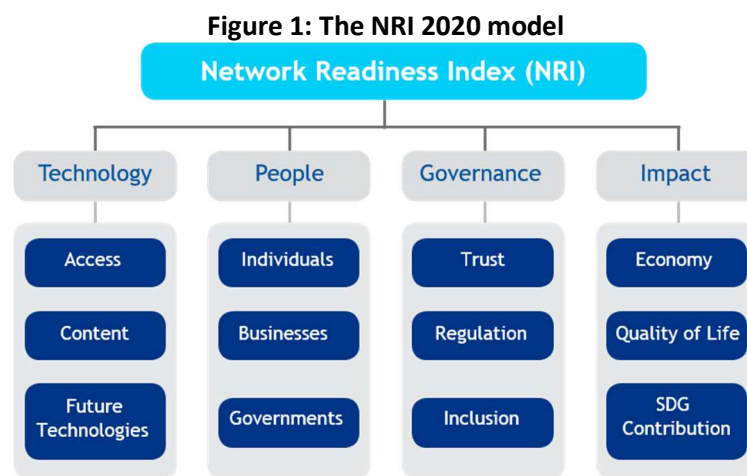 Figure 1: The NRI 2020 model
Network Readiness Index (NRI)
Technology
People
Governance
Impact
Access
Individuals
Trust
Economy
Content
Businesses
Regulation
Quality of Life
Future
Technologies
Governments
Inclusion
SDG
Contribution